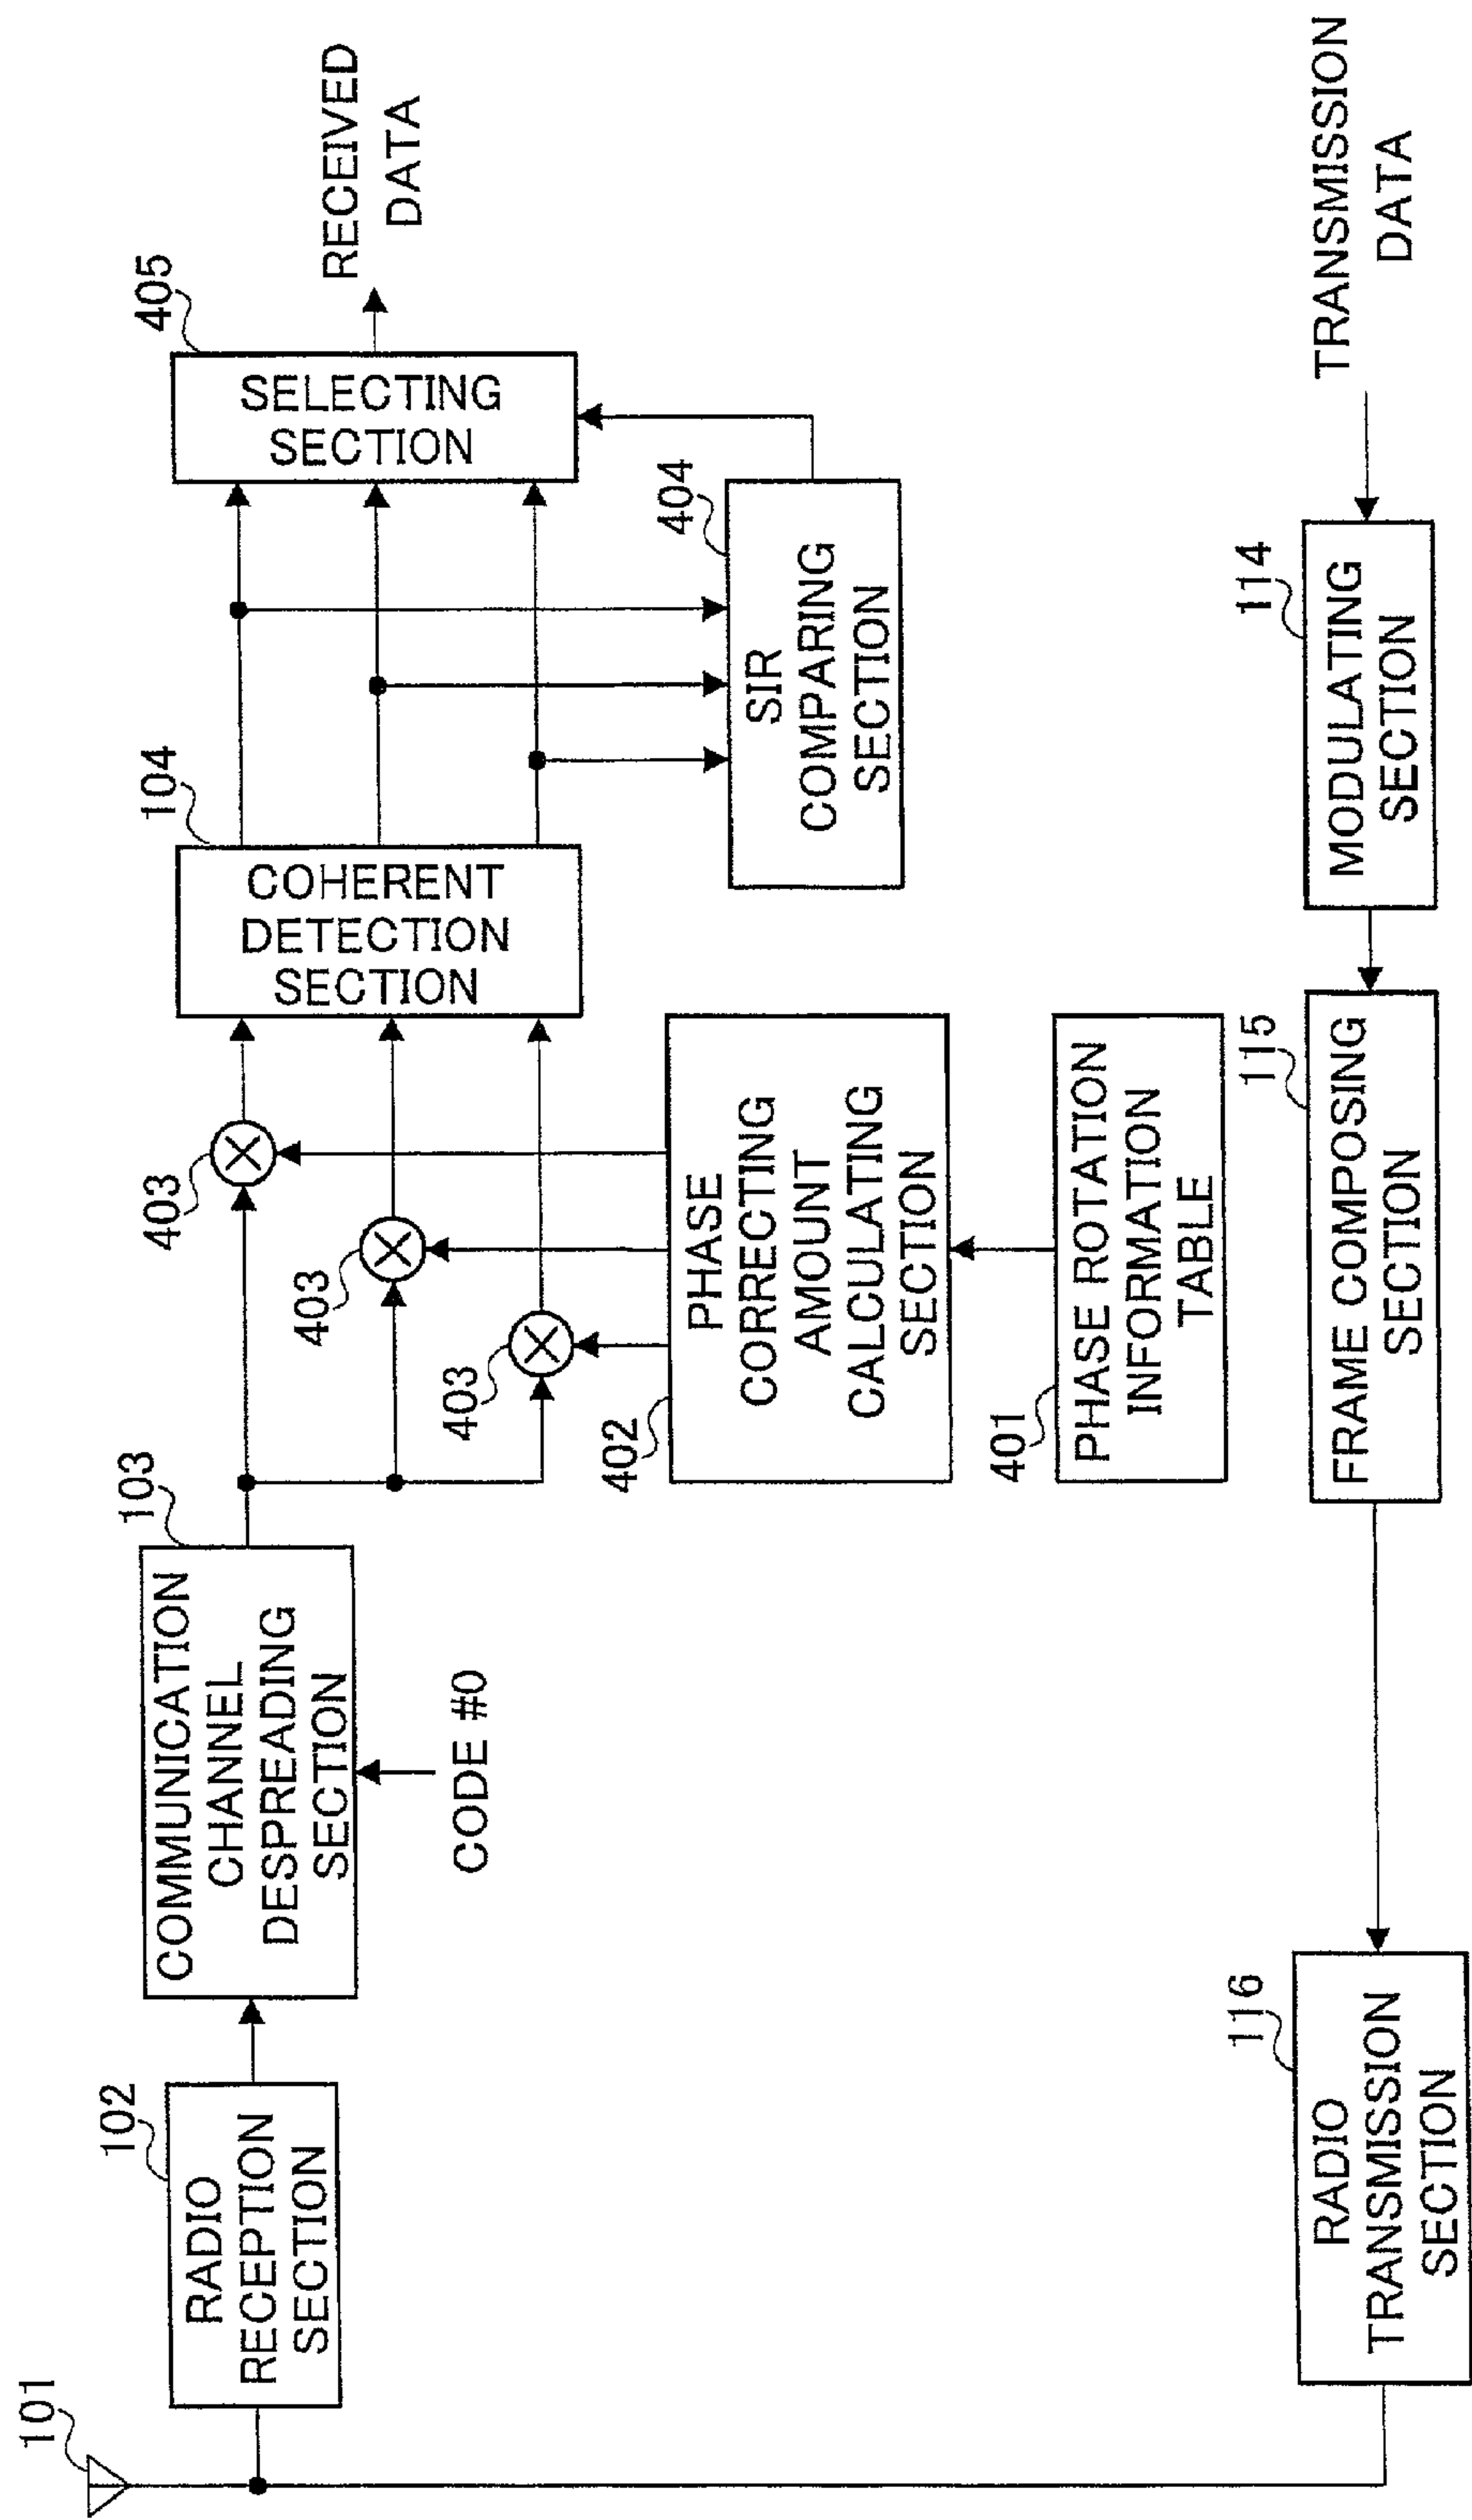 101
102
RADIO
RECEPTION
SECTION
103
COMMUNICATION
CHANNEL
DESPREADING
SECTION
CODE #0
403
403
403
402
PHASE
CORRECTING
AMOUNT
CALCULATING
SECTION
401
PHASE ROTATION
INFORMATION
TABLE
104
COHERENT
DETECTION
SECTION
404
SIR
COMPARING
SECTION
405
SELECTING
SECTION
RECEIVED
DATA
116
RADIO
TRANSMISSION
SECTION
115
FRAME COMPOSING
SECTION
114
MODULATING
SECTION
TRANSMISSION
DATA